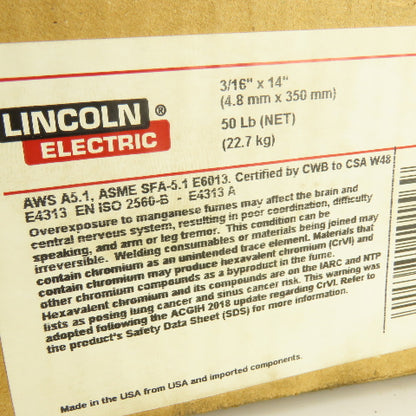 3/16" x 14"
(4.8 mm x 350 mm)
LINCOLN ®
ELECTRIC
50 Lb (NET)
(22.7 kg)
AWS A5.1, ASME SFA-5.1 E6013. Certified by CWB to CSA W48
E4313 EN ISO 2560-B - E4313 A
Overexposure to manganese fumes may affect the brain and
central nervous system, resulting in poor coordination, difficulty
speaking, and arm or leg tremor. This condition can be
irreversible. Welding consumables or materials being joined may
contain chromium as an unintended trace element. Materials that
contain chromium may produce hexavalent chromium (CrVI) and
other chromium compounds as a byproduct in the fume.
Hexavalent chromium and its compounds are on the IARC and NTP
lists as posing lung cancer and sinus cancer risk. This warning was
adopted following the ACGIH 2018 update regarding CrVI. Refer to
the product's Safety Data Sheet (SDS) for more information.
Made in the USA from USA and imported components.